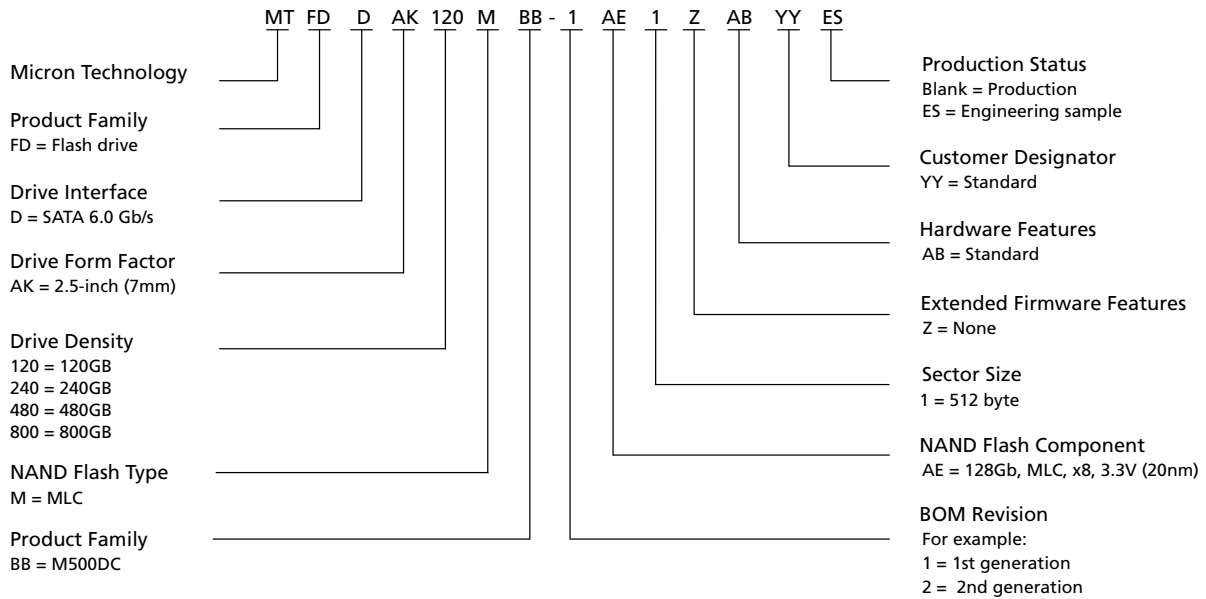 MT FD D AK 120 M BB - 1 AE 1 Z AB YY ES
Micron Technology
Product Family
FD = Flash drive
Drive Interface
D = SATA 6.0 Gb/s
Drive Form Factor
AK = 2.5-inch (7mm)
Drive Density
120 = 120GB
240 = 240GB
480 = 480GB
800 = 800GB
NAND Flash Type
M = MLC
Product Family
BB = M500DC
Production Status
Blank = Production
ES = Engineering sample
Customer Designator
YY = Standard
Hardware Features
AB = Standard
Extended Firmware Features
Z = None
Sector Size
1 = 512 byte
NAND Flash Component
AE = 128Gb, MLC, x8, 3.3V (20nm)
BOM Revision
For example:
1 = 1st generation
2 = 2nd generation